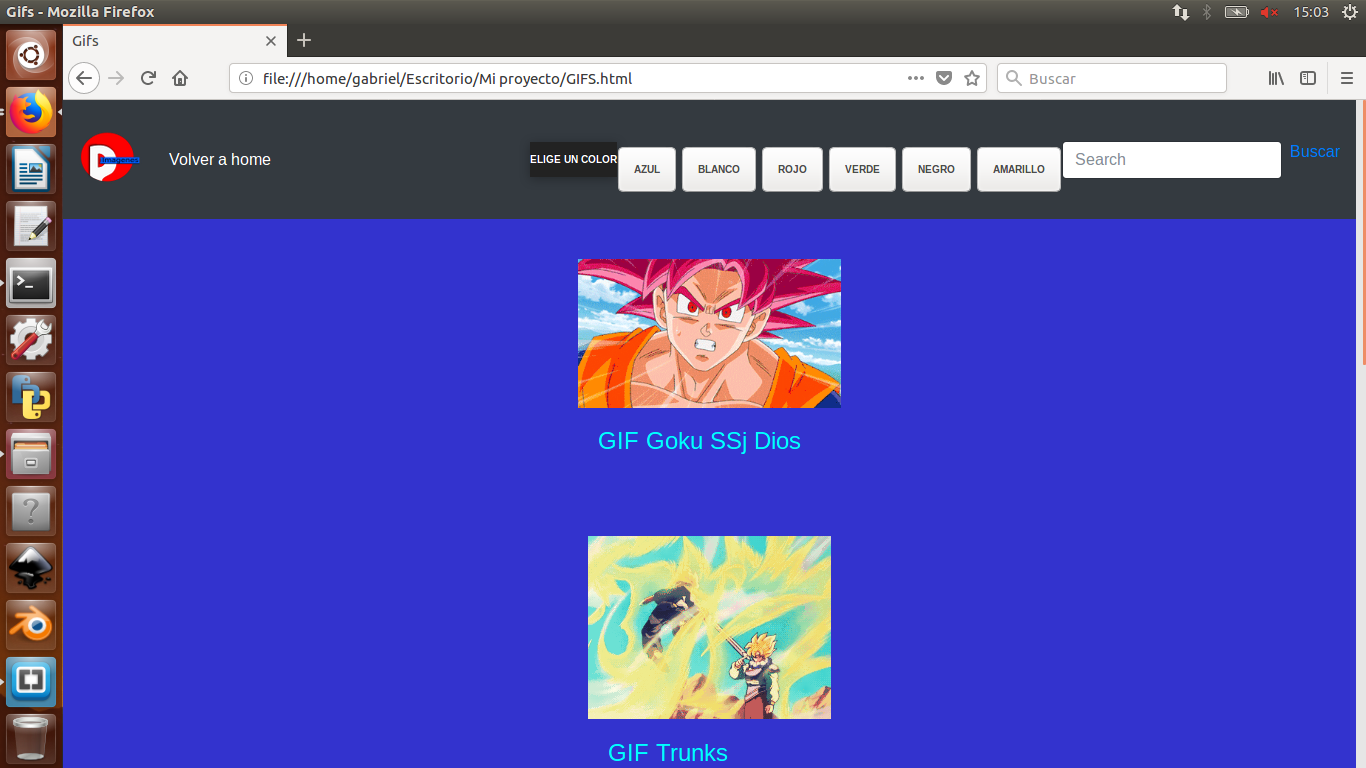 Gifs - Mozilla Firefox
15:03
Gifs
file:///home/gabriel/Escritorio/Mi proyecto/GIFS.html
Buscar
Volver a home
ELIGE UN COLOR
AZUL
BLANCO
ROJO
VERDE
NEGRO
AMARILLO
Search
Buscar
GIF Goku SSj Dios
GIF Trunks